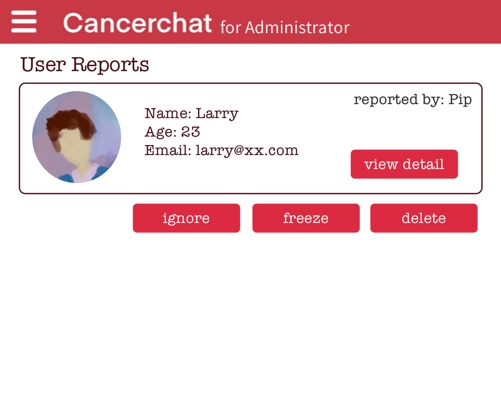 Cancerchat for Administrator
User Reports
reported by: Pip
Name: Larry
Age: 23
Email: larry@xx.com
view detail
ignore
freeze
delete